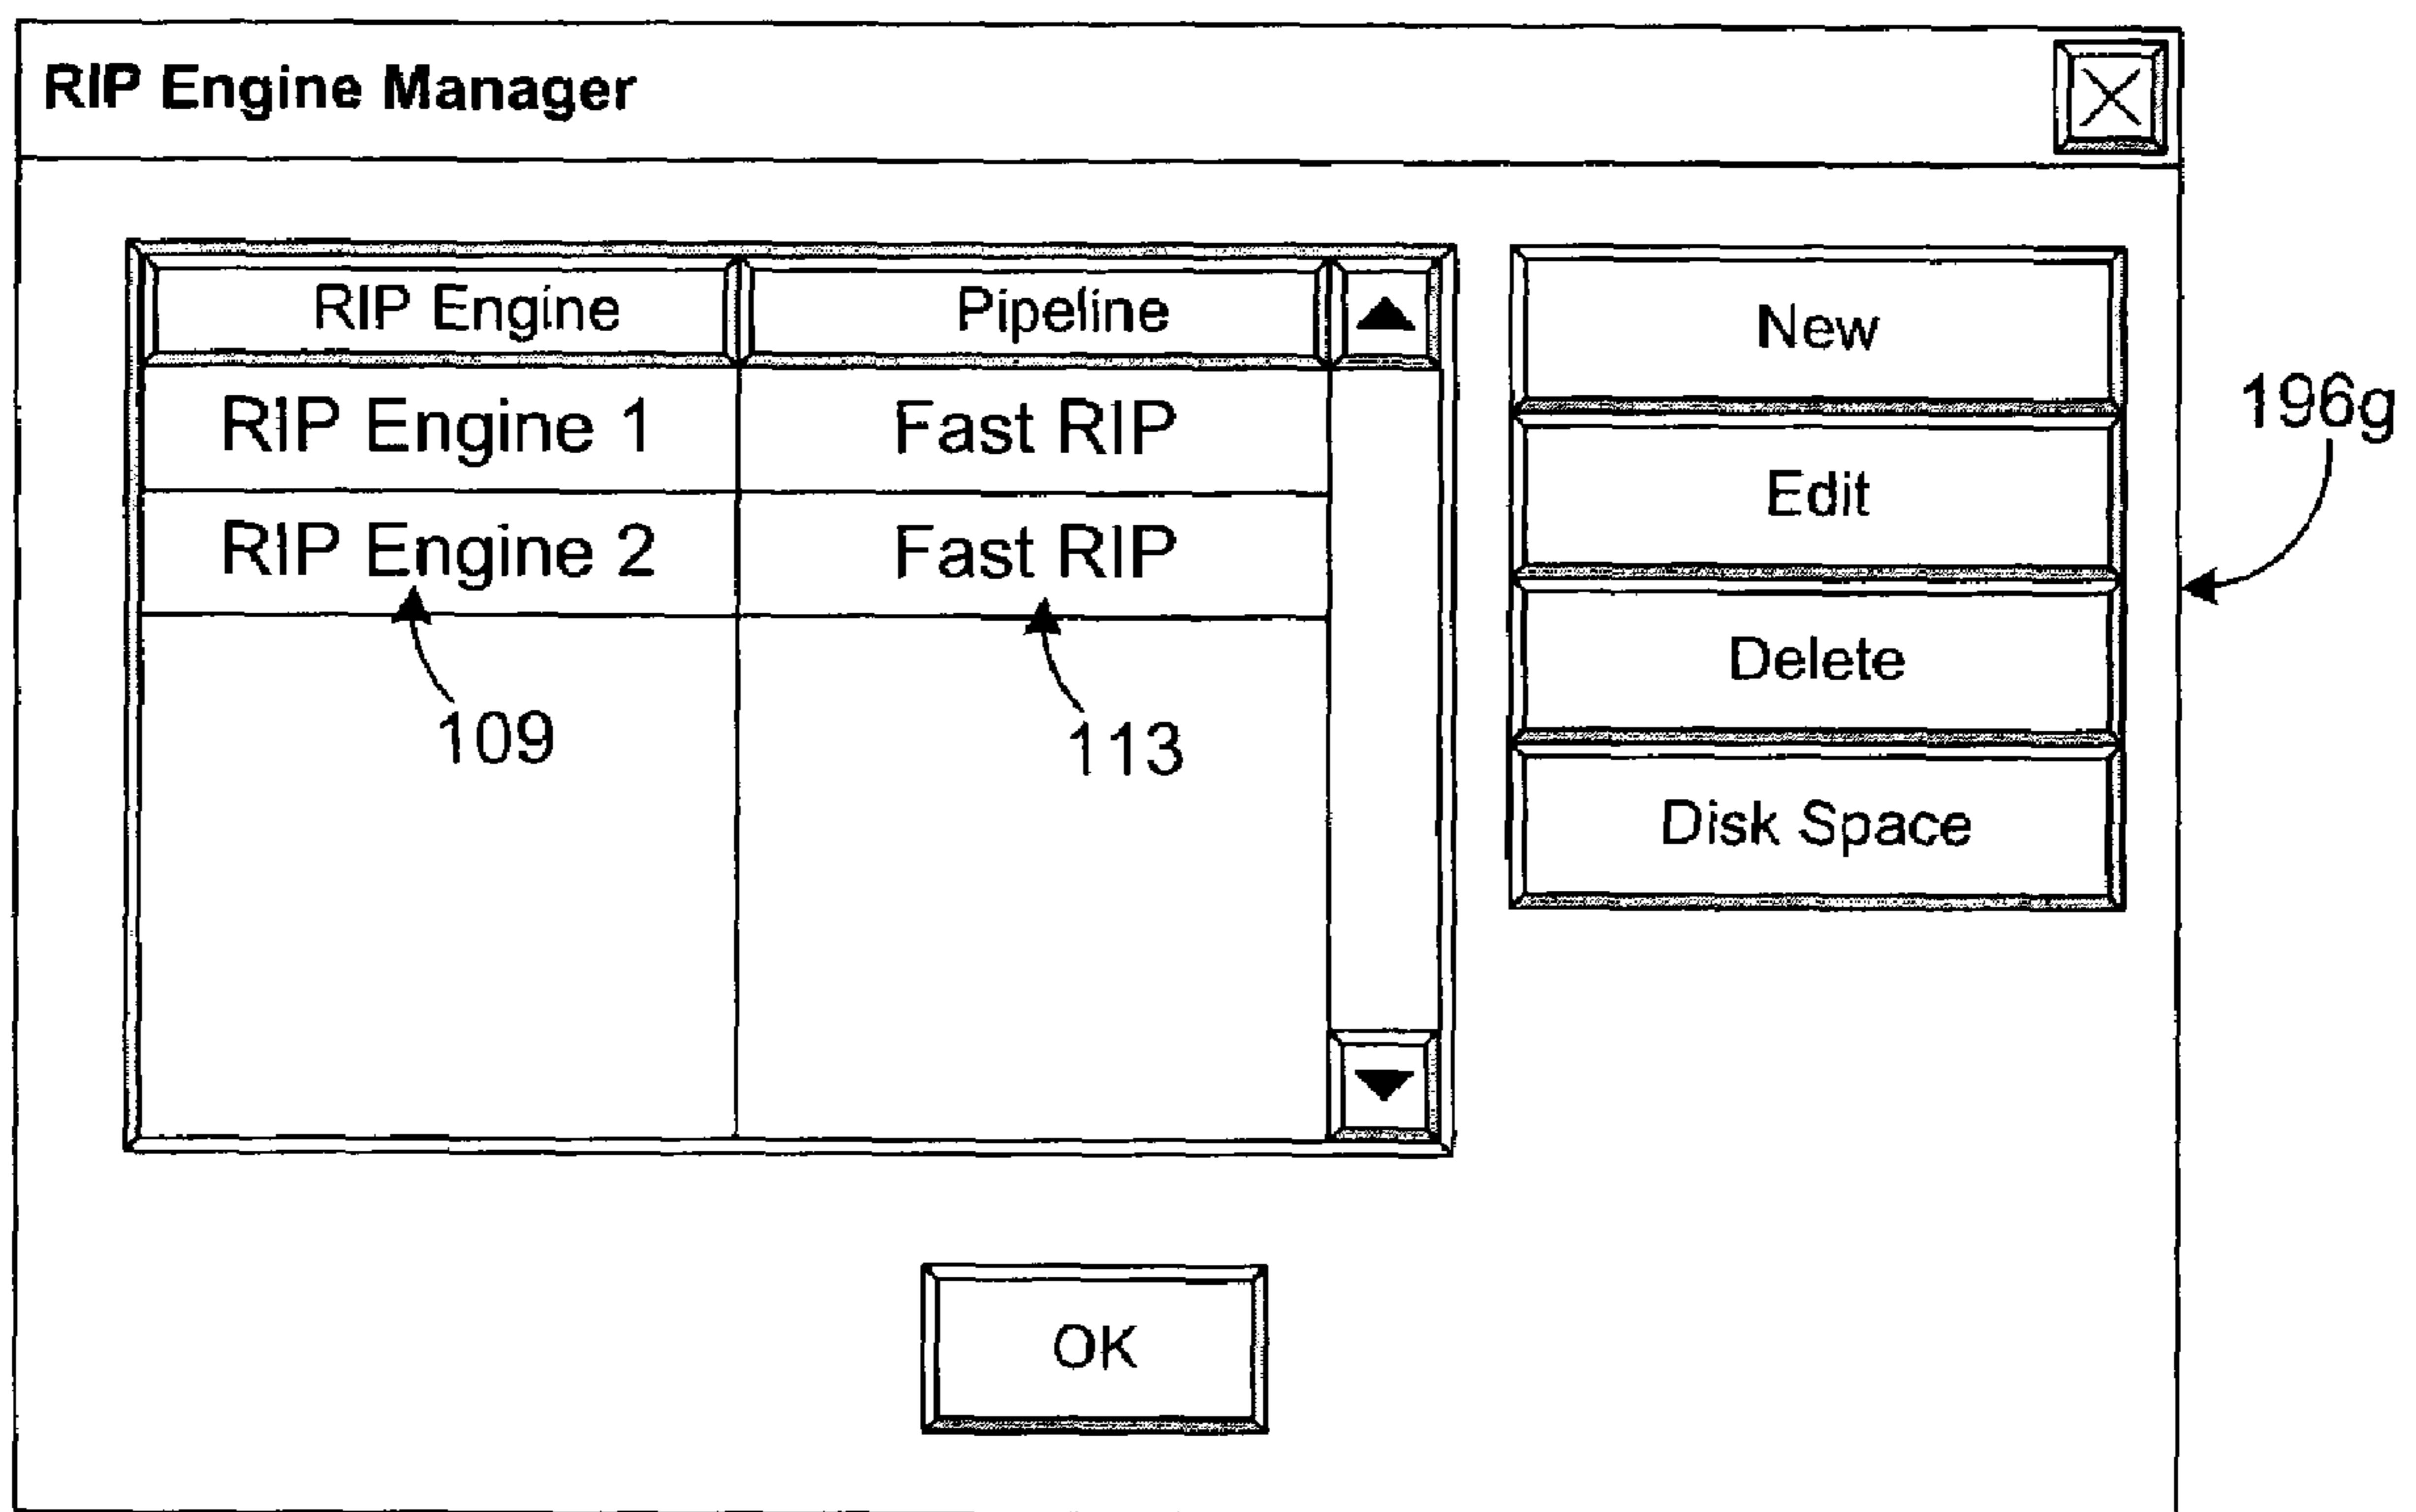 RIP Engine Manager
RIP Engine Pipeline
RIP Engine 1 Fast RIP
RIP Engine 2 Fast RIP
109
113
New
Edit
Delete
Disk Space
196g
OK